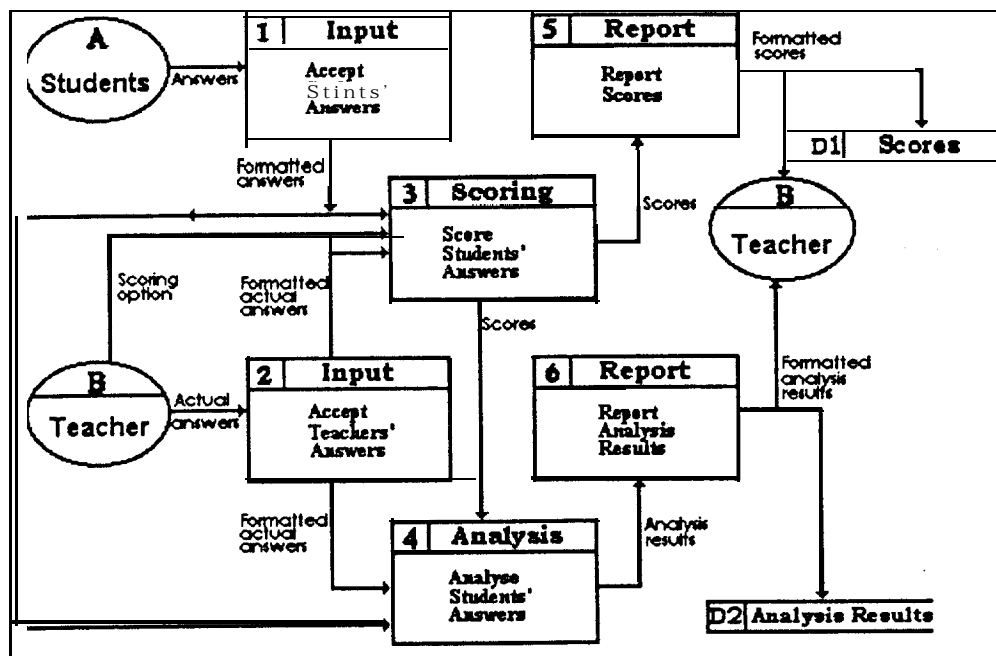 A
Students
Answers
1 Input
Accept
Stints'
Answers
5 Report
Report
Scores
Formatted
scores
D1 Scores
Formatted
answers
3 Scoring
Score
Students'
Answers
Scores
B
Teacher
Scoring
option
Formatted
actual
answers
Scores
B
Teacher
Actual
answers
2 Input
Accept
Teachers'
Answers
6 Report
Report
Analysis
Results
Formatted
analysis
results
Formatted
actual
answers
4 Analysis
Analyse
Students'
Answers
Analysis
results
D2 Analysis Results